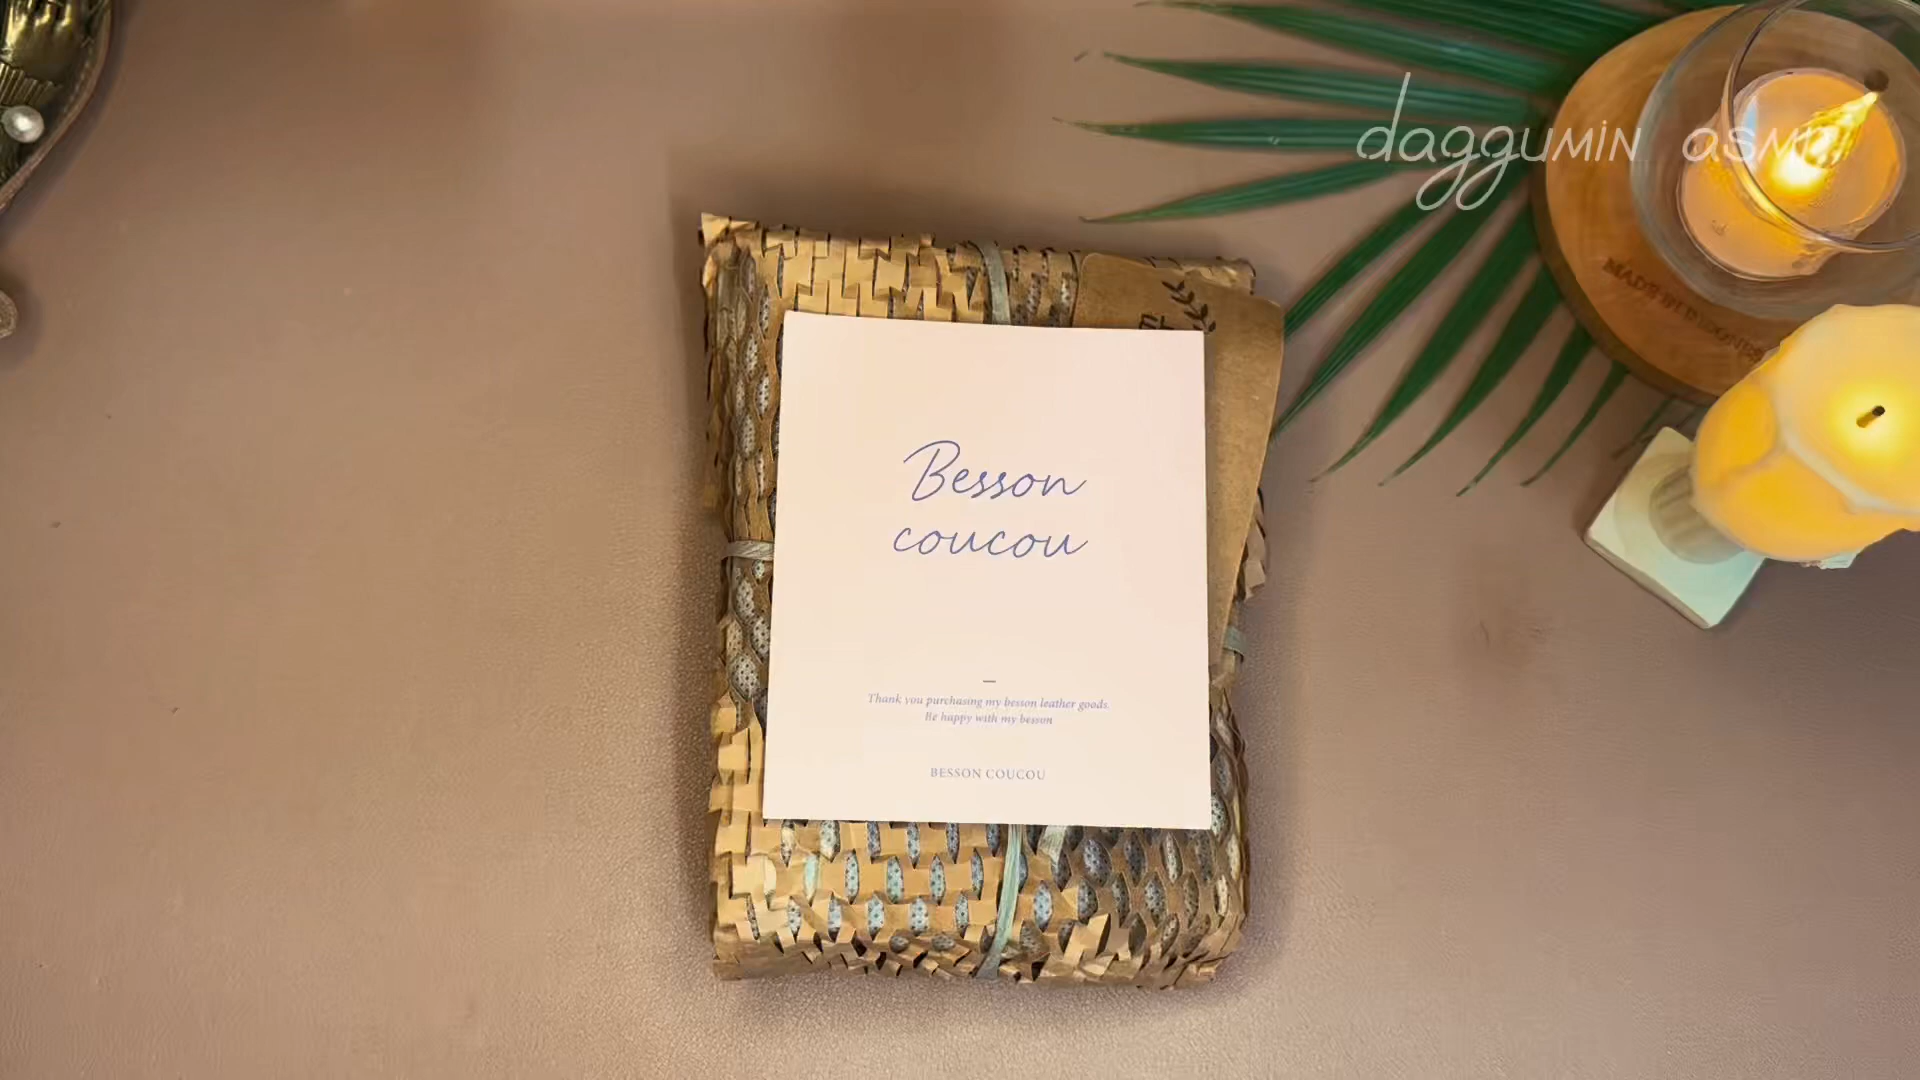 daggumin asmr
Besson
coucou
Thank you purchasing my besson leather goods.
Be happy with my besson
BESSON COUCOU